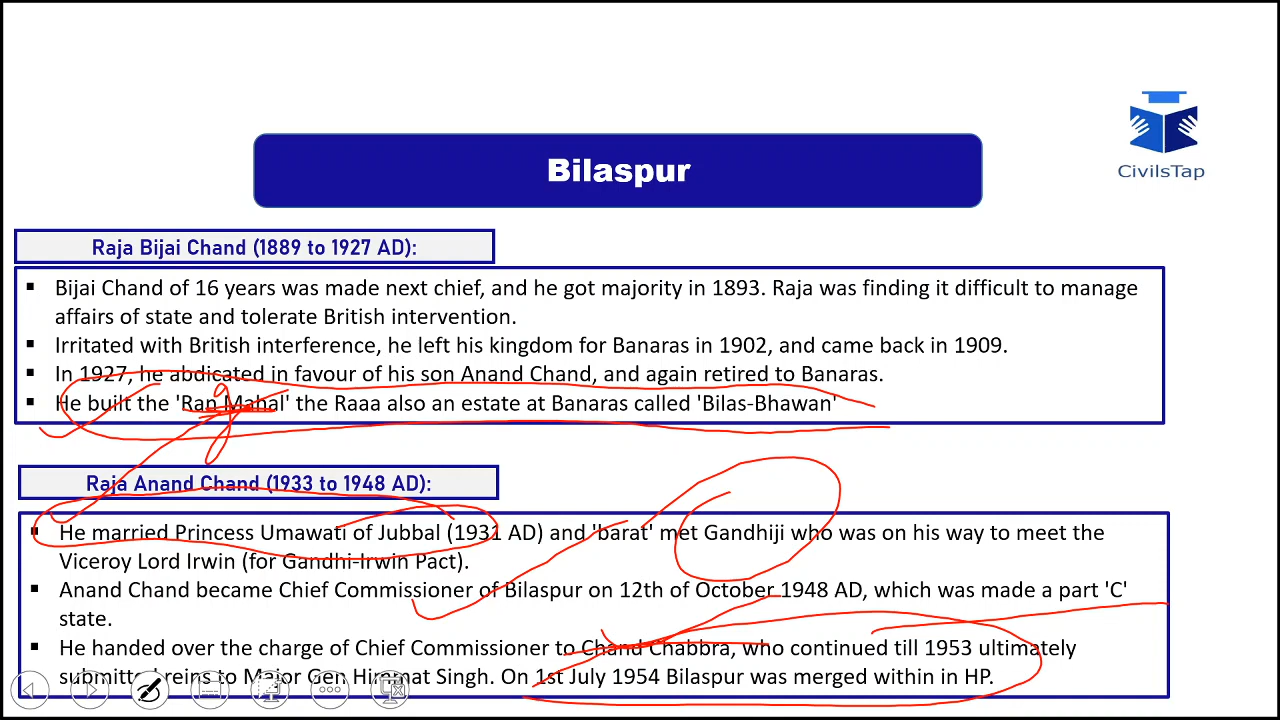 CivilsTap
Bilaspur
Raja Bijai Chand (1889 to 1927 AD):
▪ Bijai Chand of 16 years was made next chief, and he got majority in 1893. Raja was finding it difficult to manage
affairs of state and tolerate British intervention.
▪ Irritated with British interference, he left his kingdom for Banaras in 1902, and came back in 1909.
▪ In 1927, he abdicated in favour of his son Anand Chand, and again retired to Banaras.
g
▪ He built the 'Ran Mahal' the Raaa also an estate at Banaras called 'Bilas-Bhawan'
Raja Anand Chand (1933 to 1948 AD):
▪ He married Princess Umawati of Jubbal (1931 AD) and 'barat' met Gandhiji who was on his way to meet the
Viceroy Lord Irwin (for Gandhi-Irwin Pact).
▪ Anand Chand became Chief Commissioner of Bilaspur on 12th of October 1948 AD, which was made a part 'C'
state.
▪ He handed over the charge of Chief Commissioner to Chand Chabbra, who continued till 1953 ultimately
reins to Major Gen Hiremat Singh. On 1st July 1954 Bilaspur was merged within in HP.